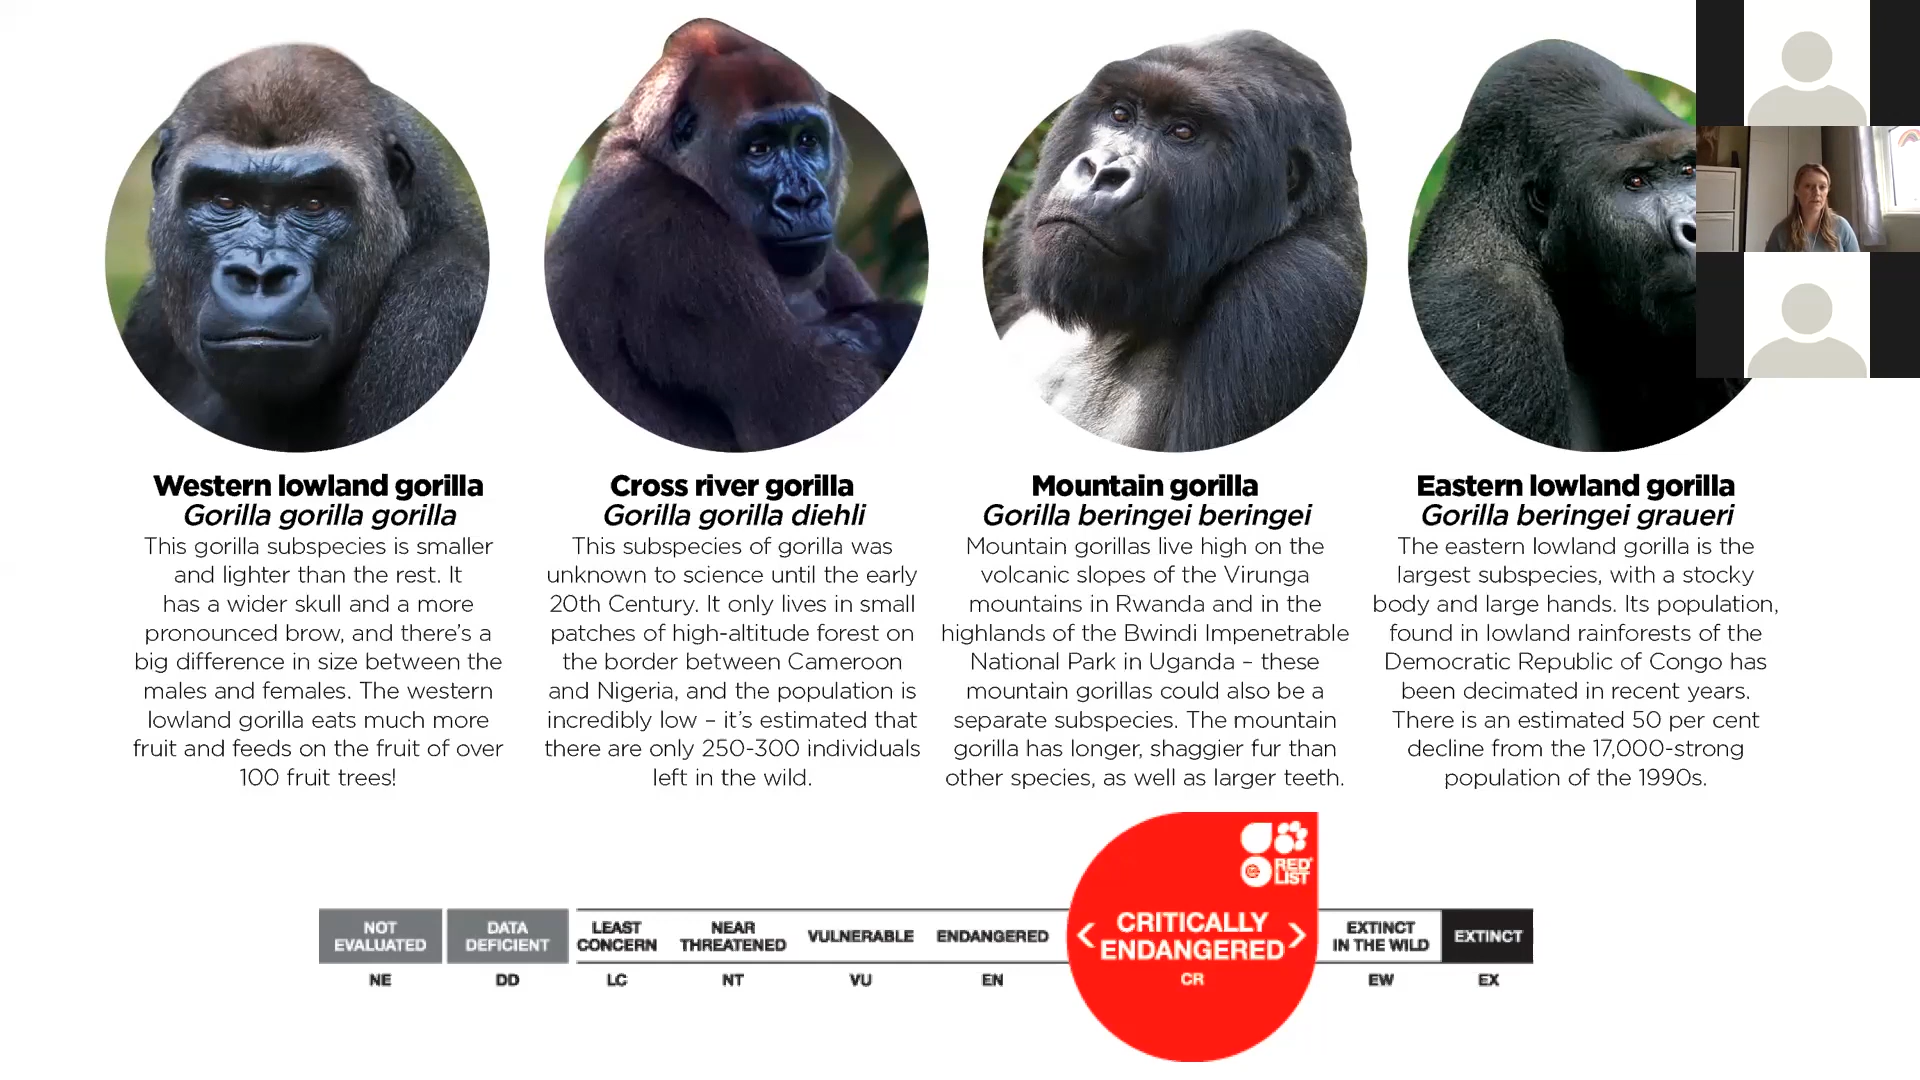 Western lowland gorilla
Gorilla gorilla gorilla
This gorilla subspecies is smaller
and lighter than the rest. It
has a wider skull and a more
pronounced brow, and there's a
big difference in size between the
males and females. The western
lowland gorilla eats much more
fruit and feeds on the fruit of over
100 fruit trees!
Cross river gorilla
Gorilla gorilla diehli
This subspecies of gorilla was
unknown to science until the early
20th Century. It only lives in small
patches of high-altitude forest on
the border between Cameroon
and Nigeria, and the population is
incredibly low – it's estimated that
there are only 250-300 individuals
left in the wild.
Mountain gorilla
Gorilla beringei beringei
Mountain gorillas live high on the
volcanic slopes of the Virunga
mountains in Rwanda and in the
highlands of the Bwindi Impenetrable
National Park in Uganda – these
mountain gorillas could also be a
separate subspecies. The mountain
gorilla has longer, shaggier fur than
other species, as well as larger teeth.
Eastern lowland gorilla
Gorilla beringei graueri
The eastern lowland gorilla is the
largest subspecies, with a stocky
body and large hands. Its population,
found in lowland rainforests of the
Democratic Republic of Congo has
been decimated in recent years.
There is an estimated 50 per cent
decline from the 17,000-strong
population of the 1990s.
RED
LIST
NOT
EVALUATED
NE
DATA
DEFICIENT
DD
LEAST
CONCERN
LC
NEAR
THREATENED
NT
VULNERABLE
VU
ENDANGERED
EN
< CRITICALLY
ENDANGERED >
CR
EXTINCT
IN THE WILD
EW
EXTINCT
EX